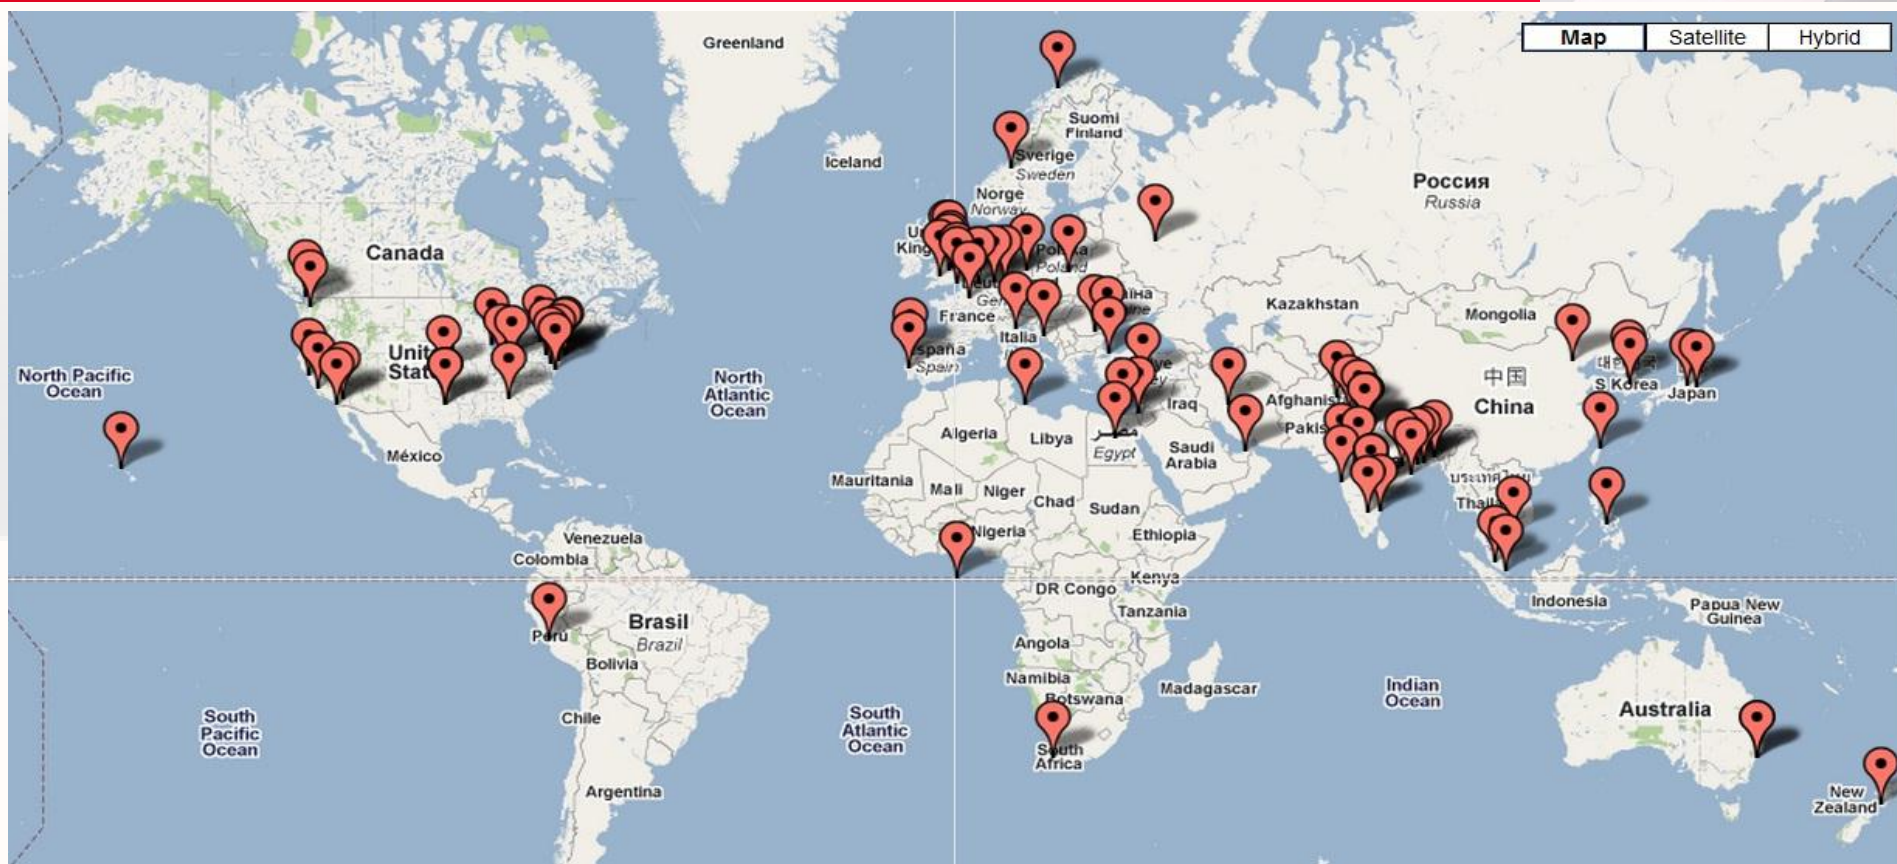 Map
Satellite
Hybrid
Greenland
Iceland
Suomi
Finland
Sverige
Sweden
Norge
Norway
Россия
Russia
Canada
Poland
France
Italia
Spain
Kazakhstan
Mongolia
中国
China
S Korea
Japan
North Pacific
Ocean
North
Atlantic
Ocean
México
Algeria
Libya
مصر
Egypt
Iraq
Saudi
Arabia
Mauritania
Mali
Niger
Chad
Sudan
Nigeria
Ethiopia
Venezuela
Colombia
DR Congo
Kenya
Tanzania
Indonesia
Papua New
Guinea
Perú
Brasil
Brazil
Bolivia
Angola
Namibia
Botswana
Madagascar
Indian
Ocean
Australia
South
Pacific
Ocean
Chile
South
Atlantic
Ocean
South
Africa
Argentina
New
Zealand